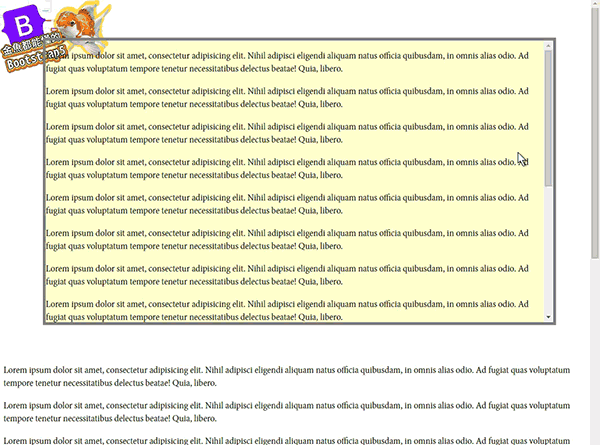 B
金魚都能懂的
Bootstrap5
Lorem ipsum dolor sit amet, consectetur adipisicing elit. Nihil adipisci eligendi aliquam natus officia quibusdam, in omnis alias odio. Ad
fugiat quas voluptatum tempore tenetur necessitatibus delectus beatae! Quia, libero.
Lorem ipsum dolor sit amet, consectetur adipisicing elit. Nihil adipisci eligendi aliquam natus officia quibusdam, in omnis alias odio. Ad
fugiat quas voluptatum tempore tenetur necessitatibus delectus beatae! Quia, libero.
Lorem ipsum dolor sit amet, consectetur adipisicing elit. Nihil adipisci eligendi aliquam natus officia quibusdam, in omnis alias odio. Ad
fugiat quas voluptatum tempore tenetur necessitatibus delectus beatae! Quia, libero.
Lorem ipsum dolor sit amet, consectetur adipisicing elit. Nihil adipisci eligendi aliquam natus officia quibusdam, in omnis alias odio. Ad
fugiat quas voluptatum tempore tenetur necessitatibus delectus beatae! Quia, libero.
Lorem ipsum dolor sit amet, consectetur adipisicing elit. Nihil adipisci eligendi aliquam natus officia quibusdam, in omnis alias odio. Ad
fugiat quas voluptatum tempore tenetur necessitatibus delectus beatae! Quia, libero.
Lorem ipsum dolor sit amet, consectetur adipisicing elit. Nihil adipisci eligendi aliquam natus officia quibusdam, in omnis alias odio. Ad
fugiat quas voluptatum tempore tenetur necessitatibus delectus beatae! Quia, libero.
Lorem ipsum dolor sit amet, consectetur adipisicing elit. Nihil adipisci eligendi aliquam natus officia quibusdam, in omnis alias odio. Ad
fugiat quas voluptatum tempore tenetur necessitatibus delectus beatae! Quia, libero.
Lorem ipsum dolor sit amet, consectetur adipisicing elit. Nihil adipisci eligendi aliquam natus officia quibusdam, in omnis alias odio. Ad
fugiat quas voluptatum tempore tenetur necessitatibus delectus beatae! Quia, libero.
Lorem ipsum dolor sit amet, consectetur adipisicing elit. Nihil adipisci eligendi aliquam natus officia quibusdam, in omnis alias odio. Ad fugiat quas voluptatum
tempore tenetur necessitatibus delectus beatae! Quia, libero.
Lorem ipsum dolor sit amet, consectetur adipisicing elit. Nihil adipisci eligendi aliquam natus officia quibusdam, in omnis alias odio. Ad fugiat quas voluptatum
tempore tenetur necessitatibus delectus beatae! Quia, libero.
Lorem ipsum dolor sit amet, consectetur adipisicing elit. Nihil adipisci eligendi aliquam natus officia quibusdam, in omnis alias odio. Ad fugiat quas voluptatum